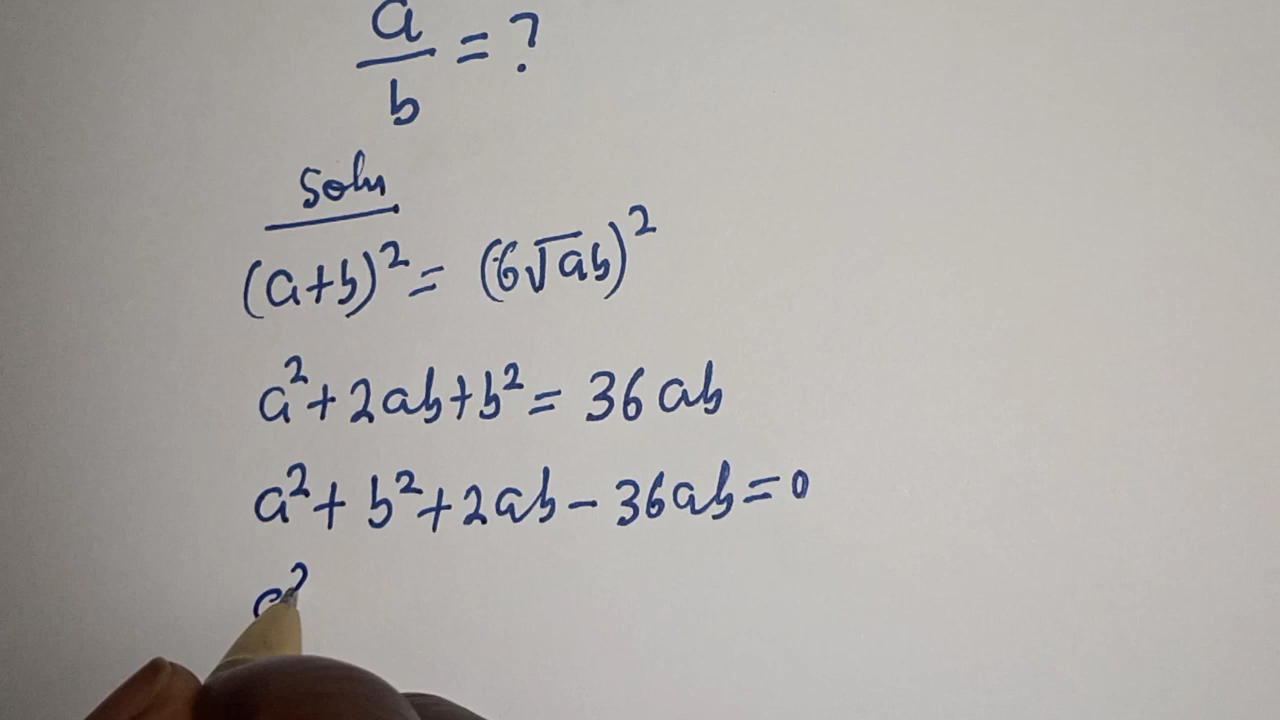 a/b = ?
Soln
(a+b)² = (6√ab)²
a²+2ab+b² = 36ab
a²+b²+2ab-36ab=0
a²